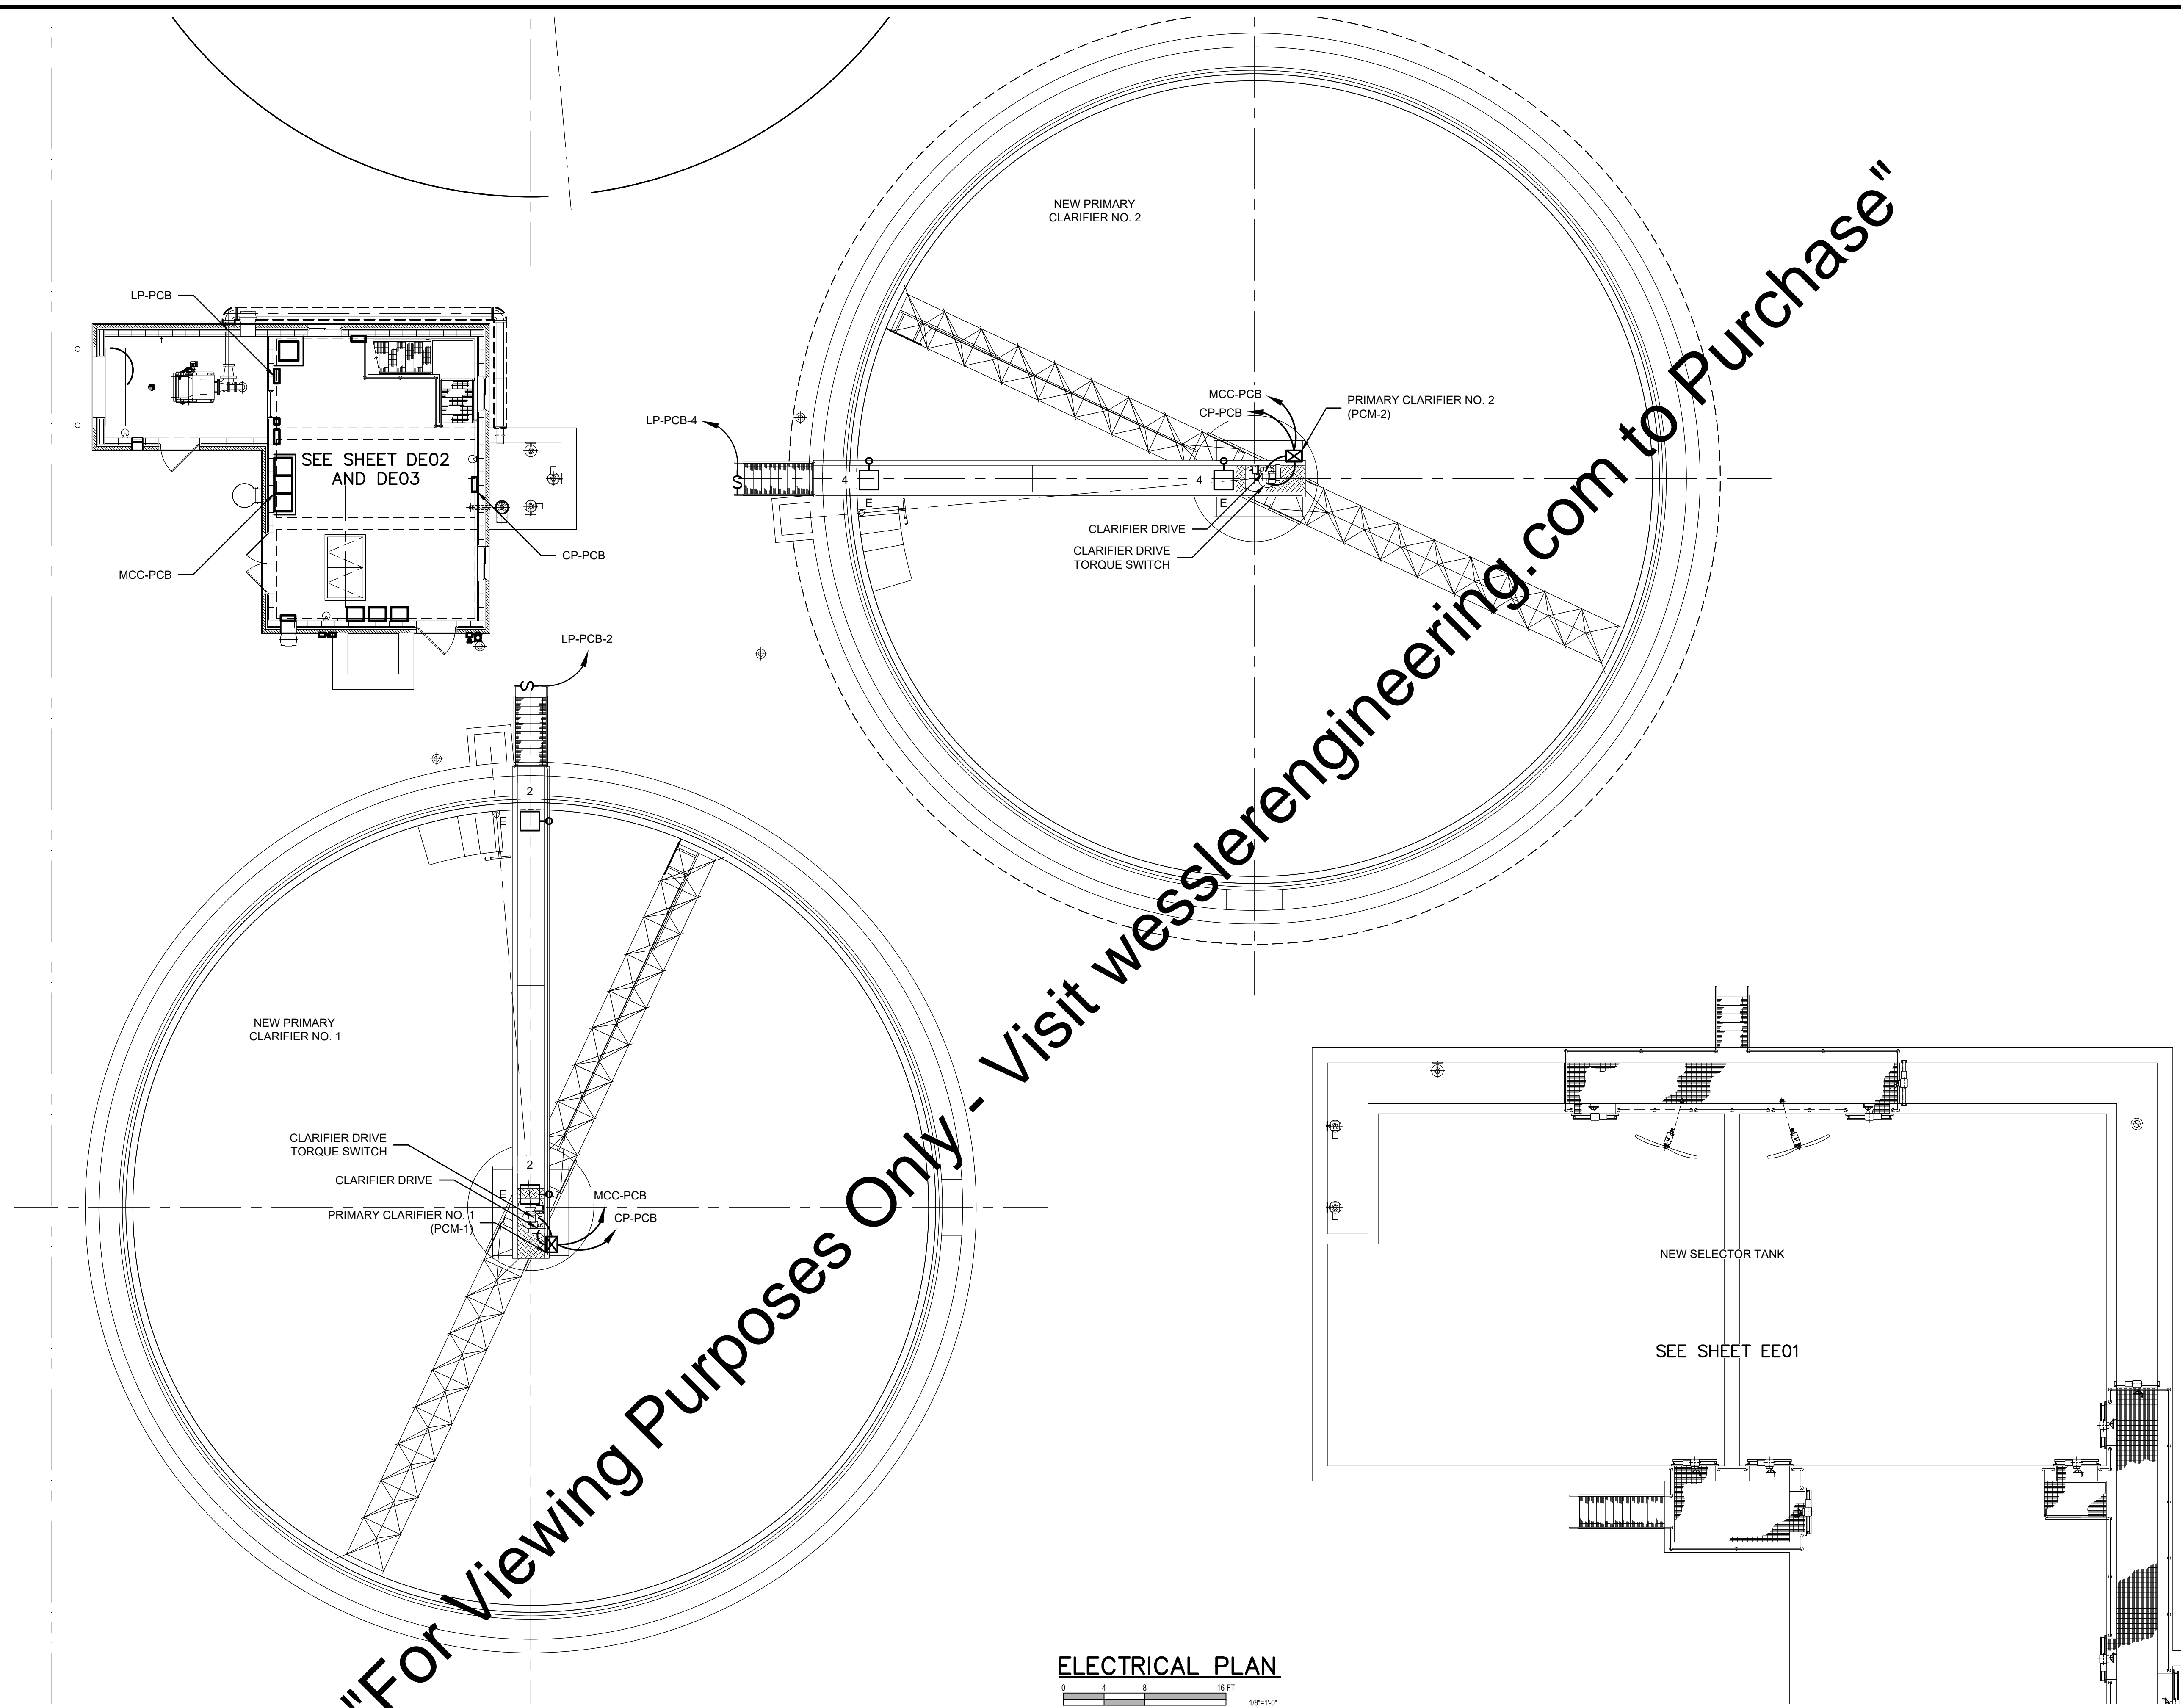 NEW PRIMARY
CLARIFIER NO. 2
LP-PCB
MCC-PCB
CP-PCB
PRIMARY CLARIFIER NO. 2
(PCM-2)
LP-PCB-4
SEE SHEET DE02
AND DE03
S
4
4
E
E
CLARIFIER DRIVE
CLARIFIER DRIVE
TORQUE SWITCH
CP-PCB
MCC-PCB
LP-PCB-2
S
2
E
NEW PRIMARY
CLARIFIER NO. 1
CLARIFIER DRIVE
TORQUE SWITCH
2
CLARIFIER DRIVE
E
MCC-PCB
PRIMARY CLARIFIER NO. 1
(PCM-1)
CP-PCB
NEW SELECTOR TANK
SEE SHEET EE01
"For Viewing Purposes Only - Visit wesslerengineering.com to Purchase"
ELECTRICAL PLAN
0 4 8 16 FT
1/8"=1'-0"